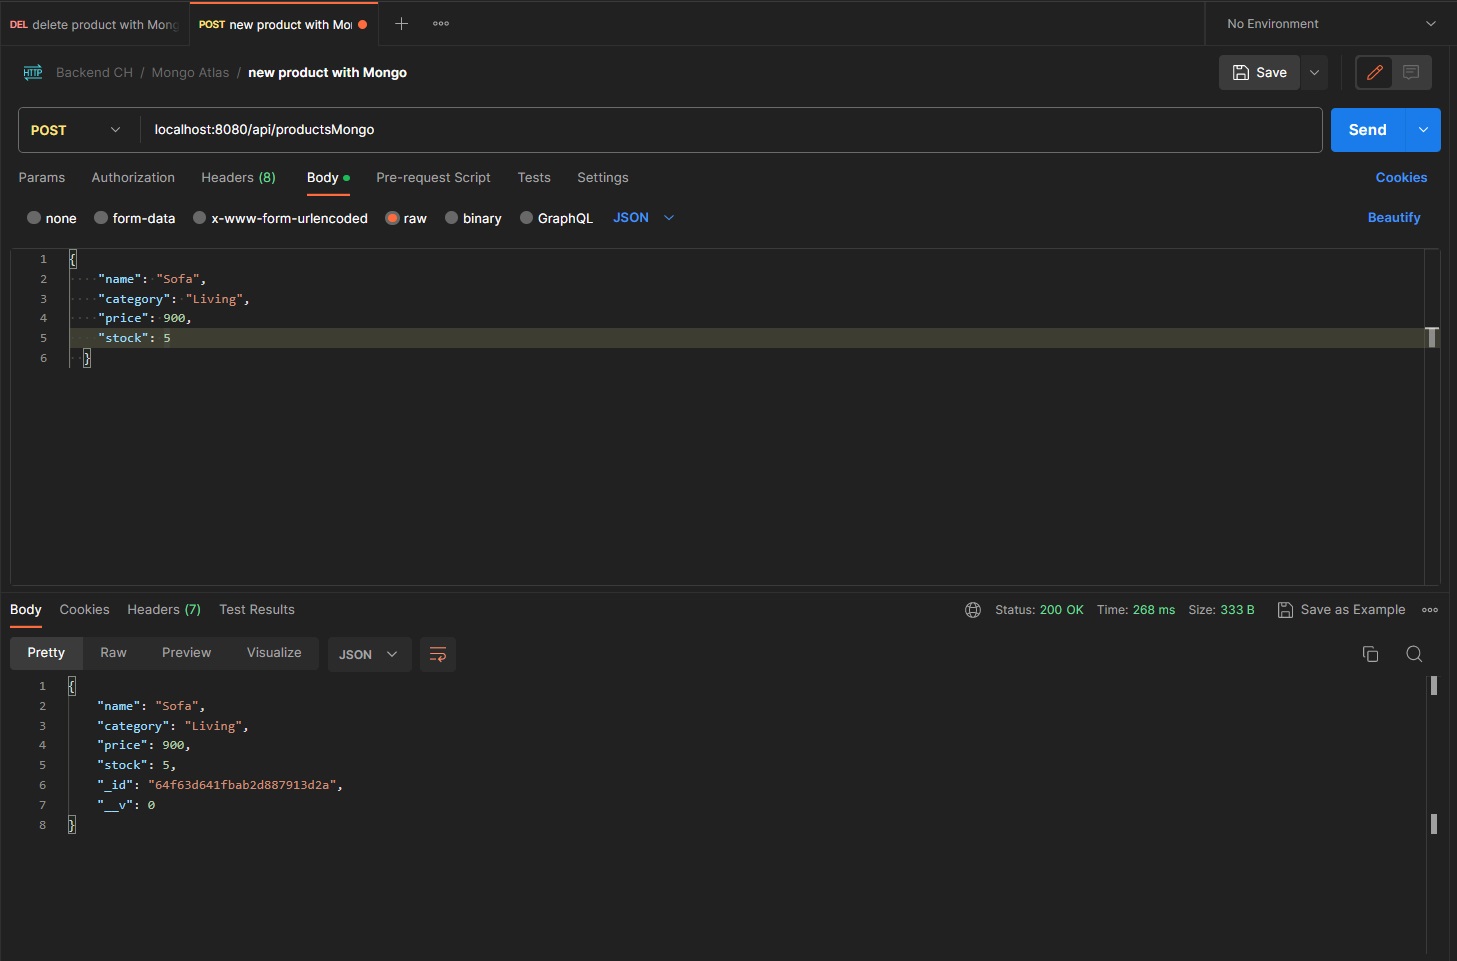 DEL delete product with Mong
POST new product with Mo
No Environment
HTTP Backend CH / Mongo Atlas / new product with Mongo
Save
POST localhost:8080/api/productsMongo
Send
Params Authorization Headers (8) Body Pre-request Script Tests Settings
Cookies
none form-data x-www-form-urlencoded raw binary GraphQL JSON
Beautify
1 {
2 "name": "Sofa",
3 "category": "Living",
4 "price": 900,
5 "stock": 5
6 }
Body Cookies Headers (7) Test Results
Status: 200 OK Time: 268 ms Size: 333 B Save as Example
Pretty Raw Preview Visualize JSON
1 {
2 "name": "Sofa",
3 "category": "Living",
4 "price": 900,
5 "stock": 5,
6 "_id": "64f63d641fbab2d887913d2a",
7 "__v": 0
8 }